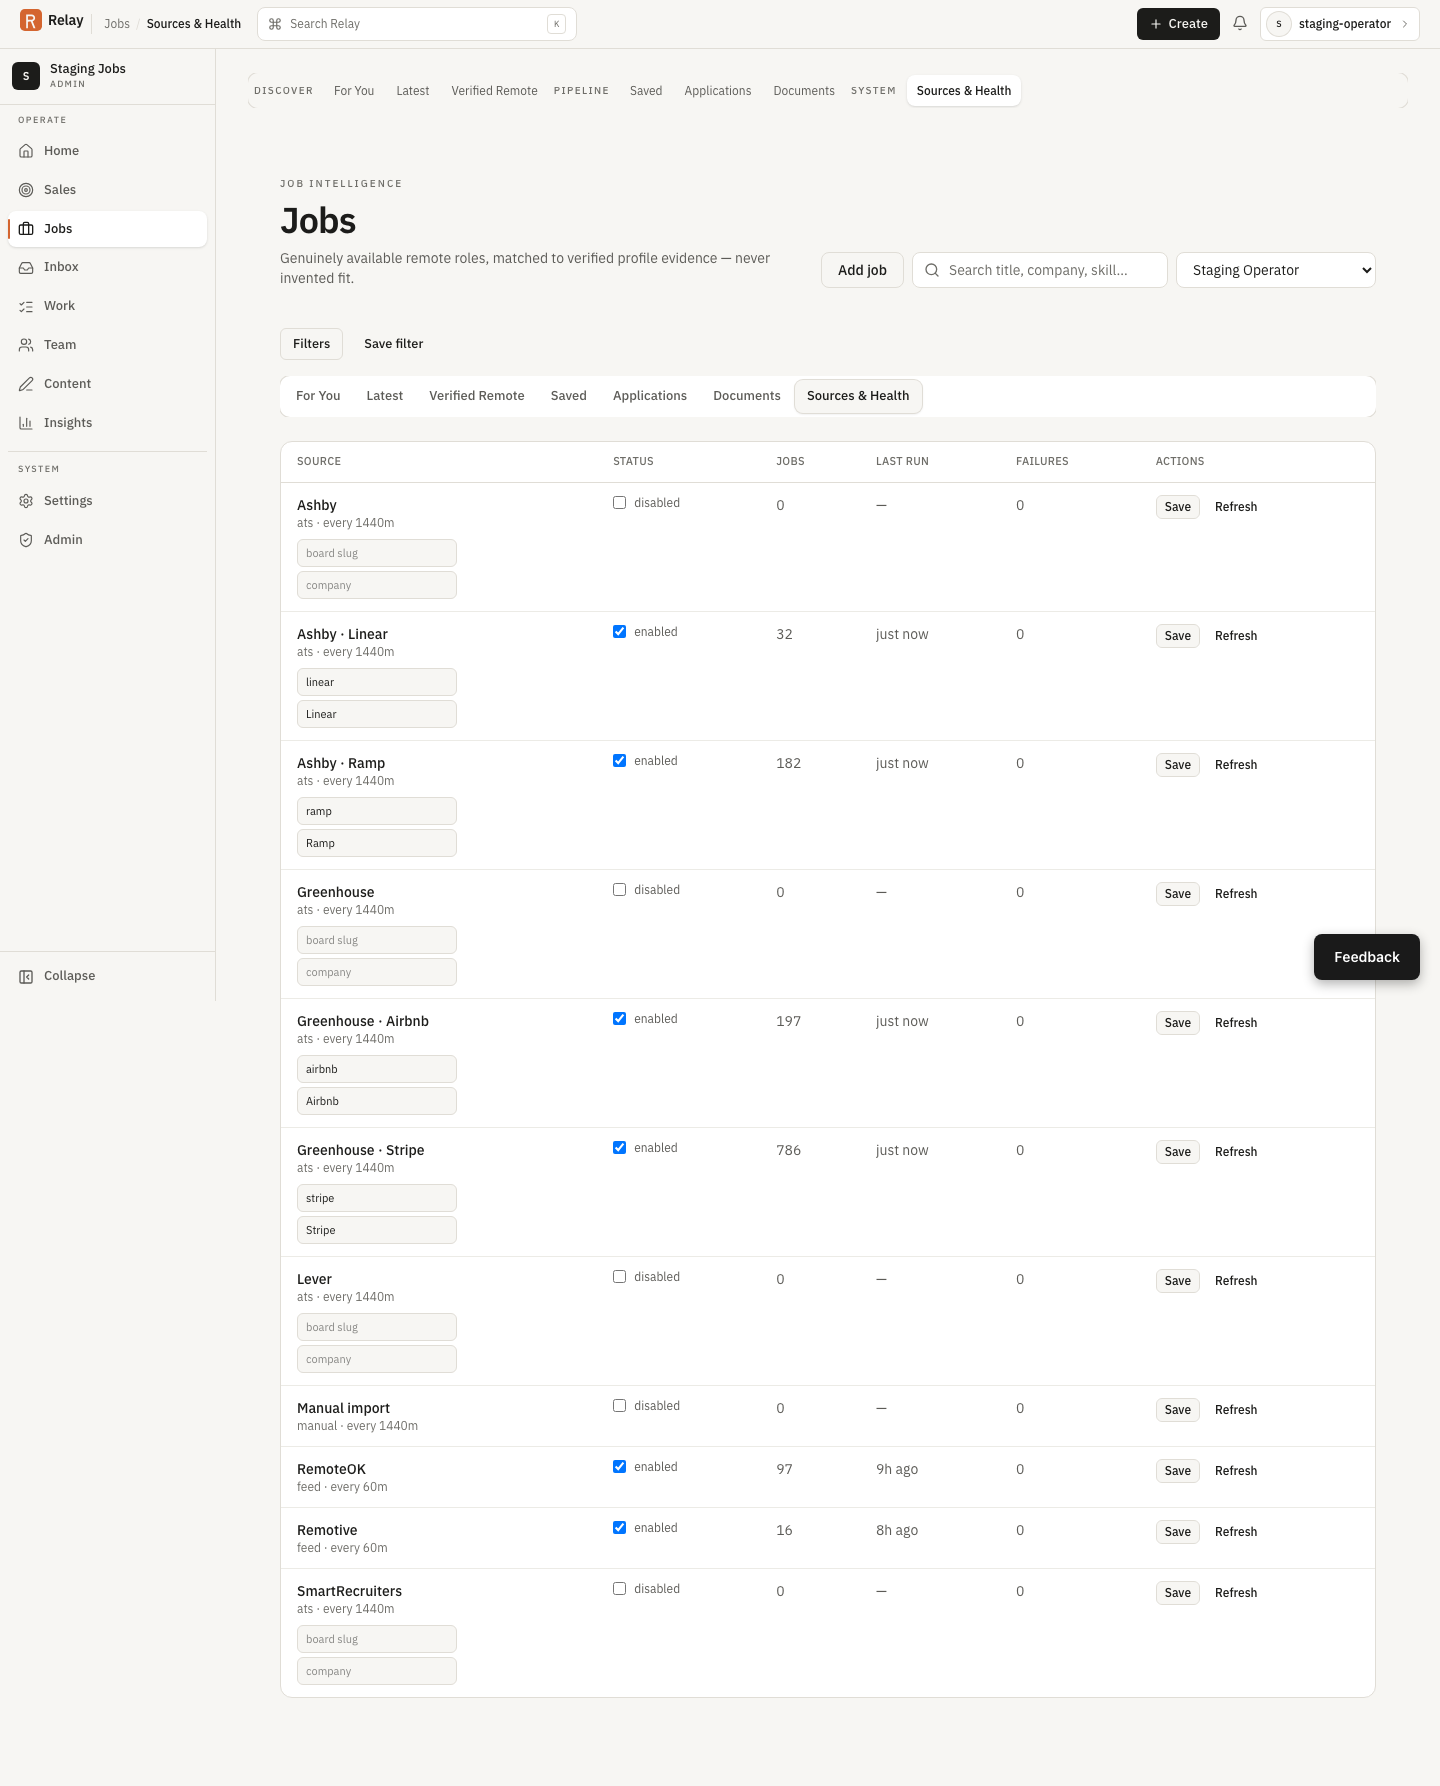 Relay
Jobs / Sources & Health
⌘ Search Relay K
+ Create
S staging-operator
S Staging Jobs
ADMIN
OPERATE
Home
Sales
Jobs
Inbox
Work
Team
Content
Insights
SYSTEM
Settings
Admin
Collapse
DISCOVER For You Latest Verified Remote PIPELINE Saved Applications Documents SYSTEM Sources & Health
JOB INTELLIGENCE
Jobs
Genuinely available remote roles, matched to verified profile evidence — never
invented fit.
Add job Search title, company, skill... Staging Operator
Filters Save filter
For You Latest Verified Remote Saved Applications Documents Sources & Health
SOURCE STATUS JOBS LAST RUN FAILURES ACTIONS
Ashby disabled 0 — 0 Save Refresh
ats · every 1440m
board slug
company
Ashby · Linear enabled 32 just now 0 Save Refresh
ats · every 1440m
linear
Linear
Ashby · Ramp enabled 182 just now 0 Save Refresh
ats · every 1440m
ramp
Ramp
Greenhouse disabled 0 — 0 Save Refresh
ats · every 1440m
board slug
company
Feedback
Greenhouse · Airbnb enabled 197 just now 0 Save Refresh
ats · every 1440m
airbnb
Airbnb
Greenhouse · Stripe enabled 786 just now 0 Save Refresh
ats · every 1440m
stripe
Stripe
Lever disabled 0 — 0 Save Refresh
ats · every 1440m
board slug
company
Manual import disabled 0 — 0 Save Refresh
manual · every 1440m
RemoteOK enabled 97 9h ago 0 Save Refresh
feed · every 60m
Remotive enabled 16 8h ago 0 Save Refresh
feed · every 60m
SmartRecruiters disabled 0 — 0 Save Refresh
ats · every 1440m
board slug
company